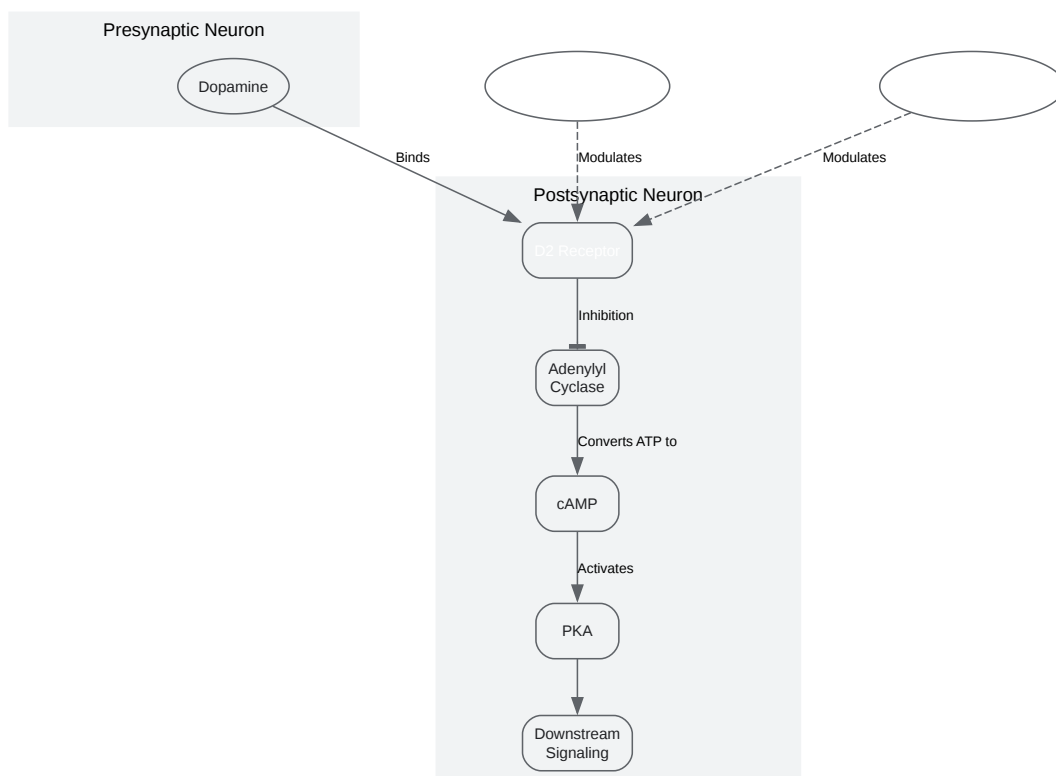 Presynaptic Neuron
Dopamine
Binds
Modulates
Modulates
Postsynaptic Neuron
D2 Receptor
Inhibition
Adenylyl
Cyclase
Converts ATP to
cAMP
Activates
PKA
Downstream
Signaling